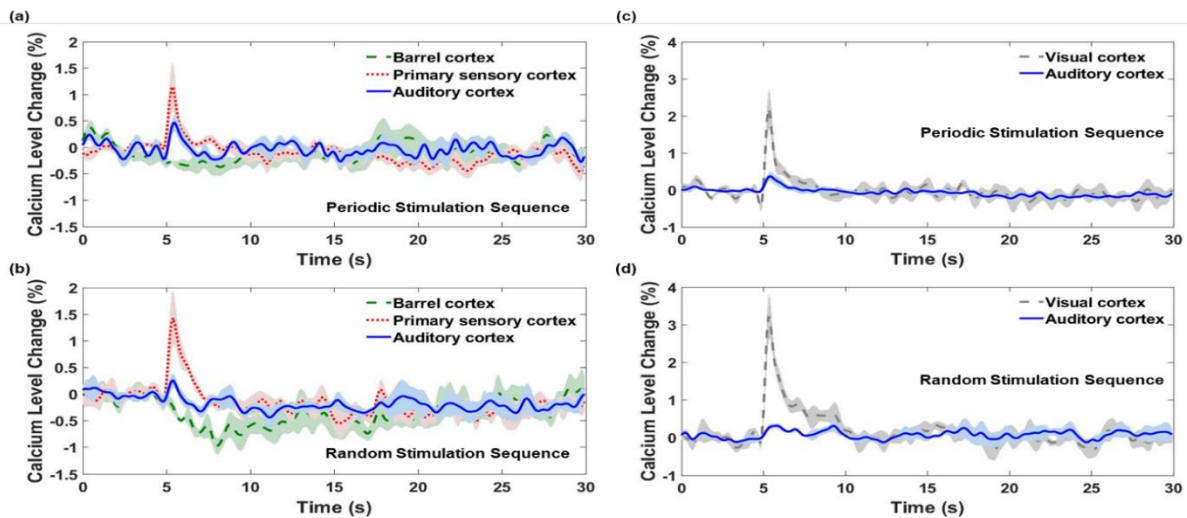 (a)
Calcium Level Change (%)
2
1.5
1
0.5
0
-0.5
-1
-1.5
Barrel cortex
Primary sensory cortex
Auditory cortex
Periodic Stimulation Sequence
0 5 10 15 20 25 30
Time (s)
(b)
Calcium Level Change (%)
2
1.5
1
0.5
0
-0.5
-1
-1.5
Barrel cortex
Primary sensory cortex
Auditory cortex
Random Stimulation Sequence
0 5 10 15 20 25 30
Time (s)
(c)
Calcium Level Change (%)
4
3
2
1
0
-1
Visual cortex
Auditory cortex
Periodic Stimulation Sequence
0 5 10 15 20 25 30
Time (s)
(d)
Calcium Level Change (%)
4
3
2
1
0
-1
Visual cortex
Auditory cortex
Random Stimulation Sequence
0 5 10 15 20 25 30
Time (s)